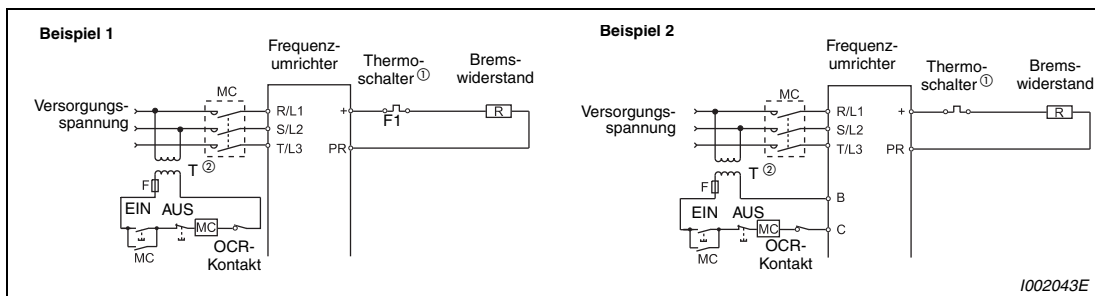 Beispiel 1
Frequenz-
umrichter
Thermo-
schalter ①
Brems-
widerstand
MC
Versorgungs-
spannung
R/L1
S/L2
T/L3
+
PR
F1
R
T ②
F
EIN
AUS
MC
MC
OCR-
Kontakt
Beispiel 2
Frequenz-
umrichter
Thermo-
schalter ①
Brems-
widerstand
MC
Versorgungs-
spannung
R/L1
S/L2
T/L3
+
PR
R
T ②
F
B
C
EIN
AUS
MC
MC
OCR-
Kontakt
I002043E